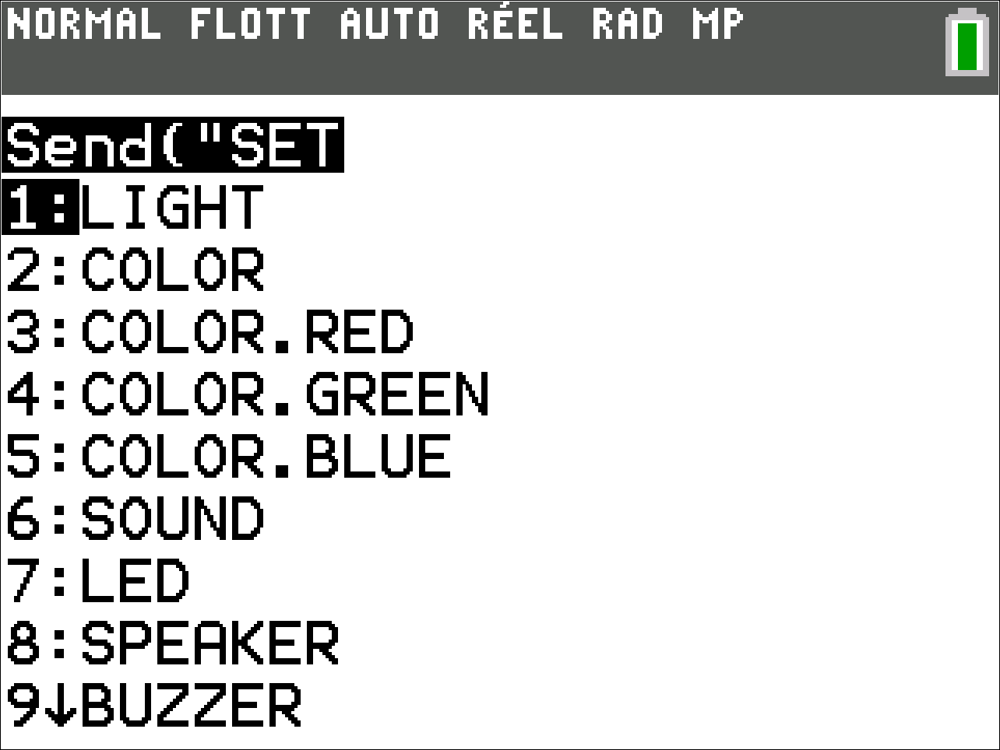 NORMAL FLOTT AUTO RÉEL RAD MP
Send("SET
1:LIGHT
2:COLOR
3:COLOR.RED
4:COLOR.GREEN
5:COLOR.BLUE
6:SOUND
7:LED
8:SPEAKER
9↓BUZZER